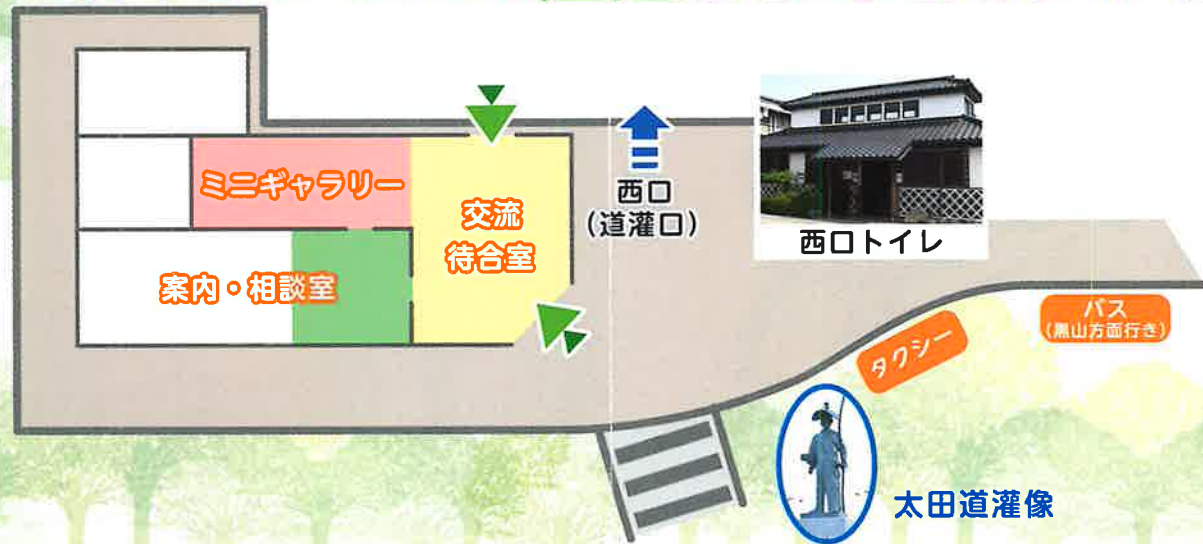 ミニギャラリー
交流
待合室
案内・相談室
西口
(道灌口)
西口トイレ
バス
(黒山方面行き)
タクシー
太田道灌像